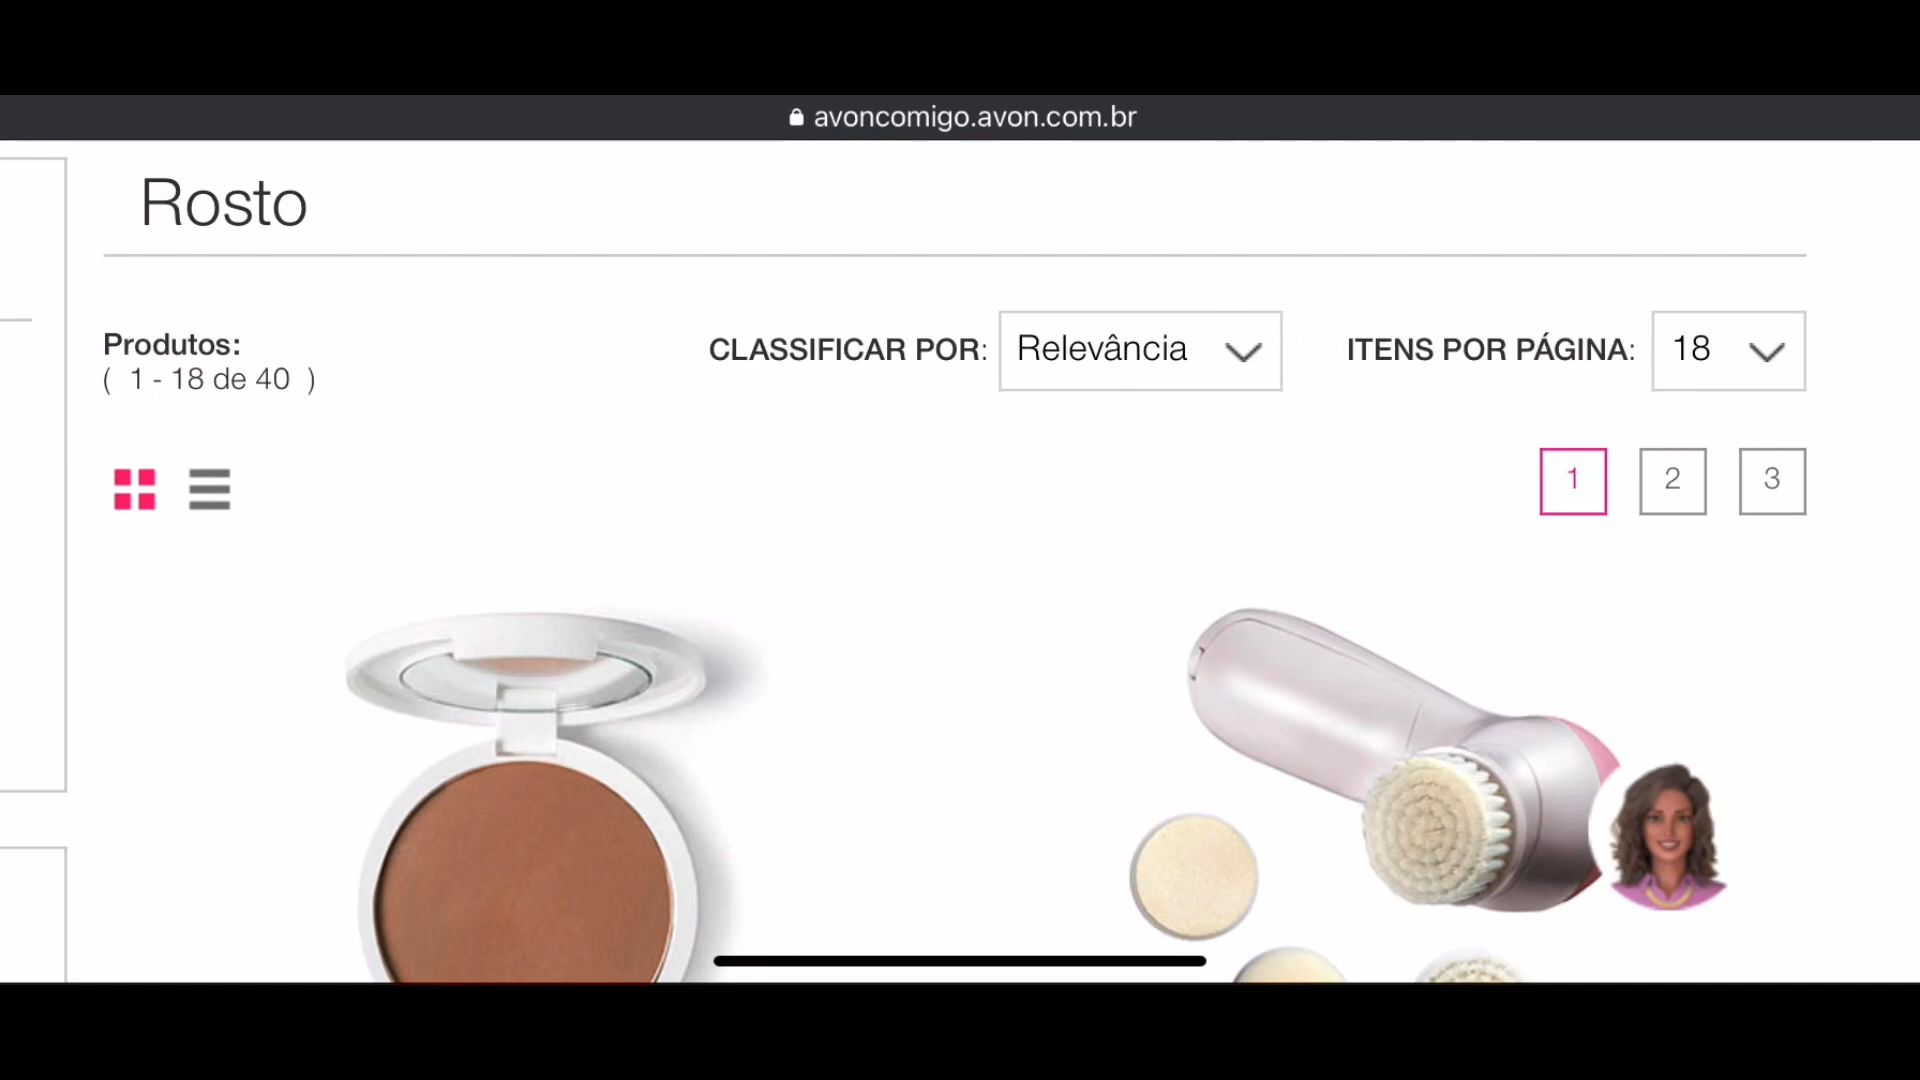 avoncomigo.avon.com.br
Rosto
Produtos:
( 1 - 18 de 40 )
CLASSIFICAR POR: Relevância
ITENS POR PÁGINA: 18
1 2 3